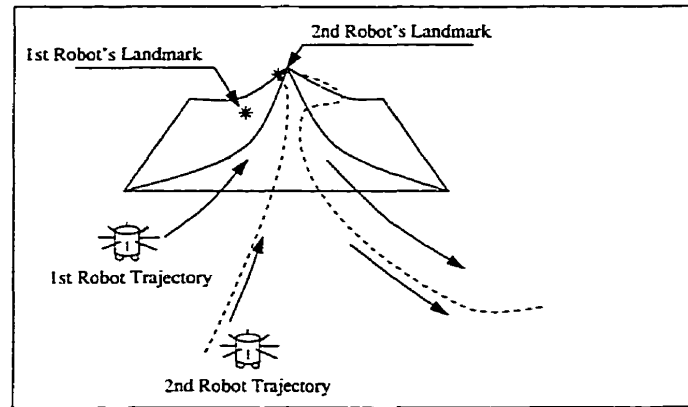 2nd Robot's Landmark
1st Robot's Landmark
1st Robot Trajectory
2nd Robot Trajectory